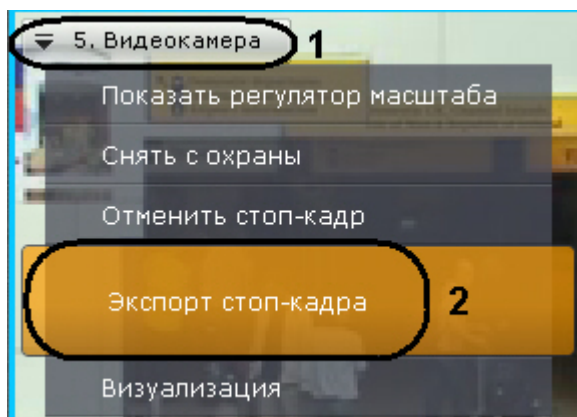 5. Видеокамера 1
Показать регулятор масштаба
Снять с охраны
Отменить стоп-кадр
Экспорт стоп-кадра 2
Визуализация